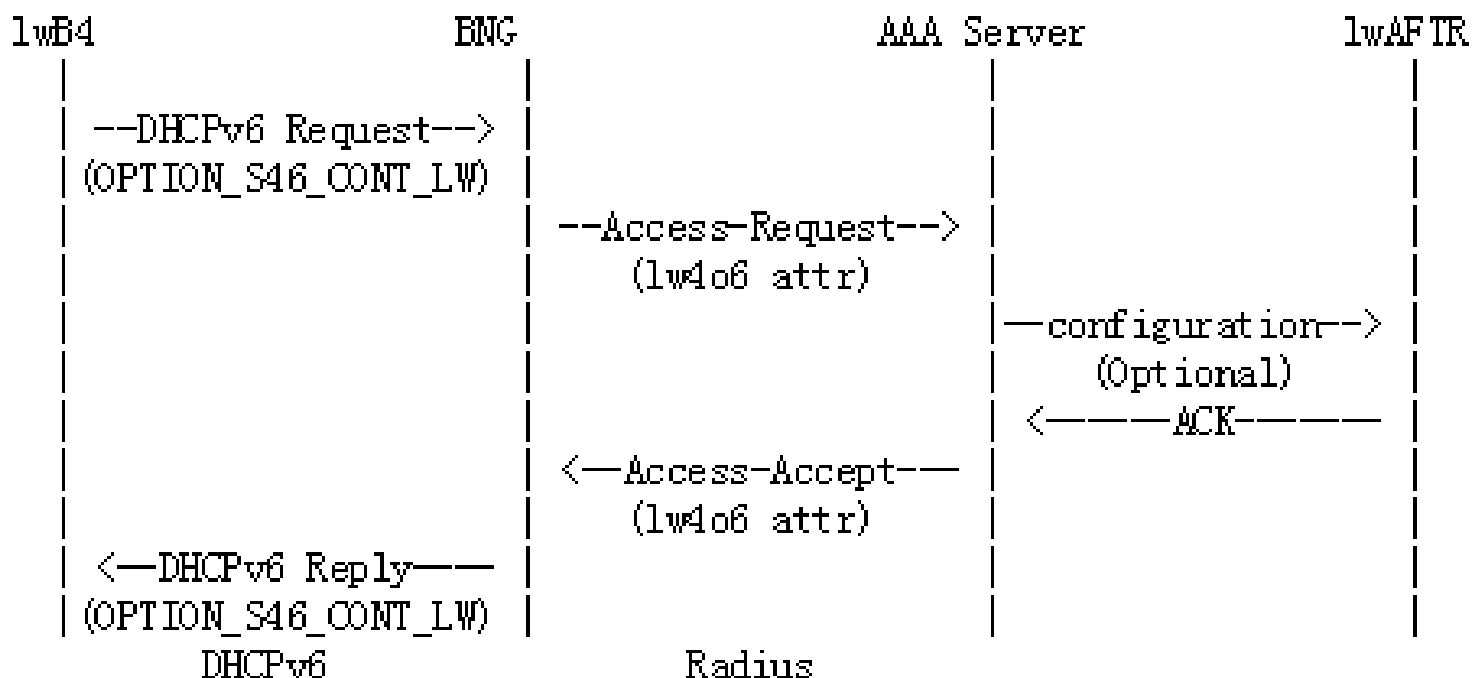 lwB4 BNG AAA Server lwAFTR
--DHCPv6 Request-->
(OPTION_S46_CONT_LW)
--Access-Request-->
(lw4o6 attr)
—configuration-->
(Optional)
<-----ACK------
<—Access-Accept---
(lw4o6 attr)
<—DHCPv6 Reply——
(OPTION_S46_CONT_LW)
DHCPv6 Radius